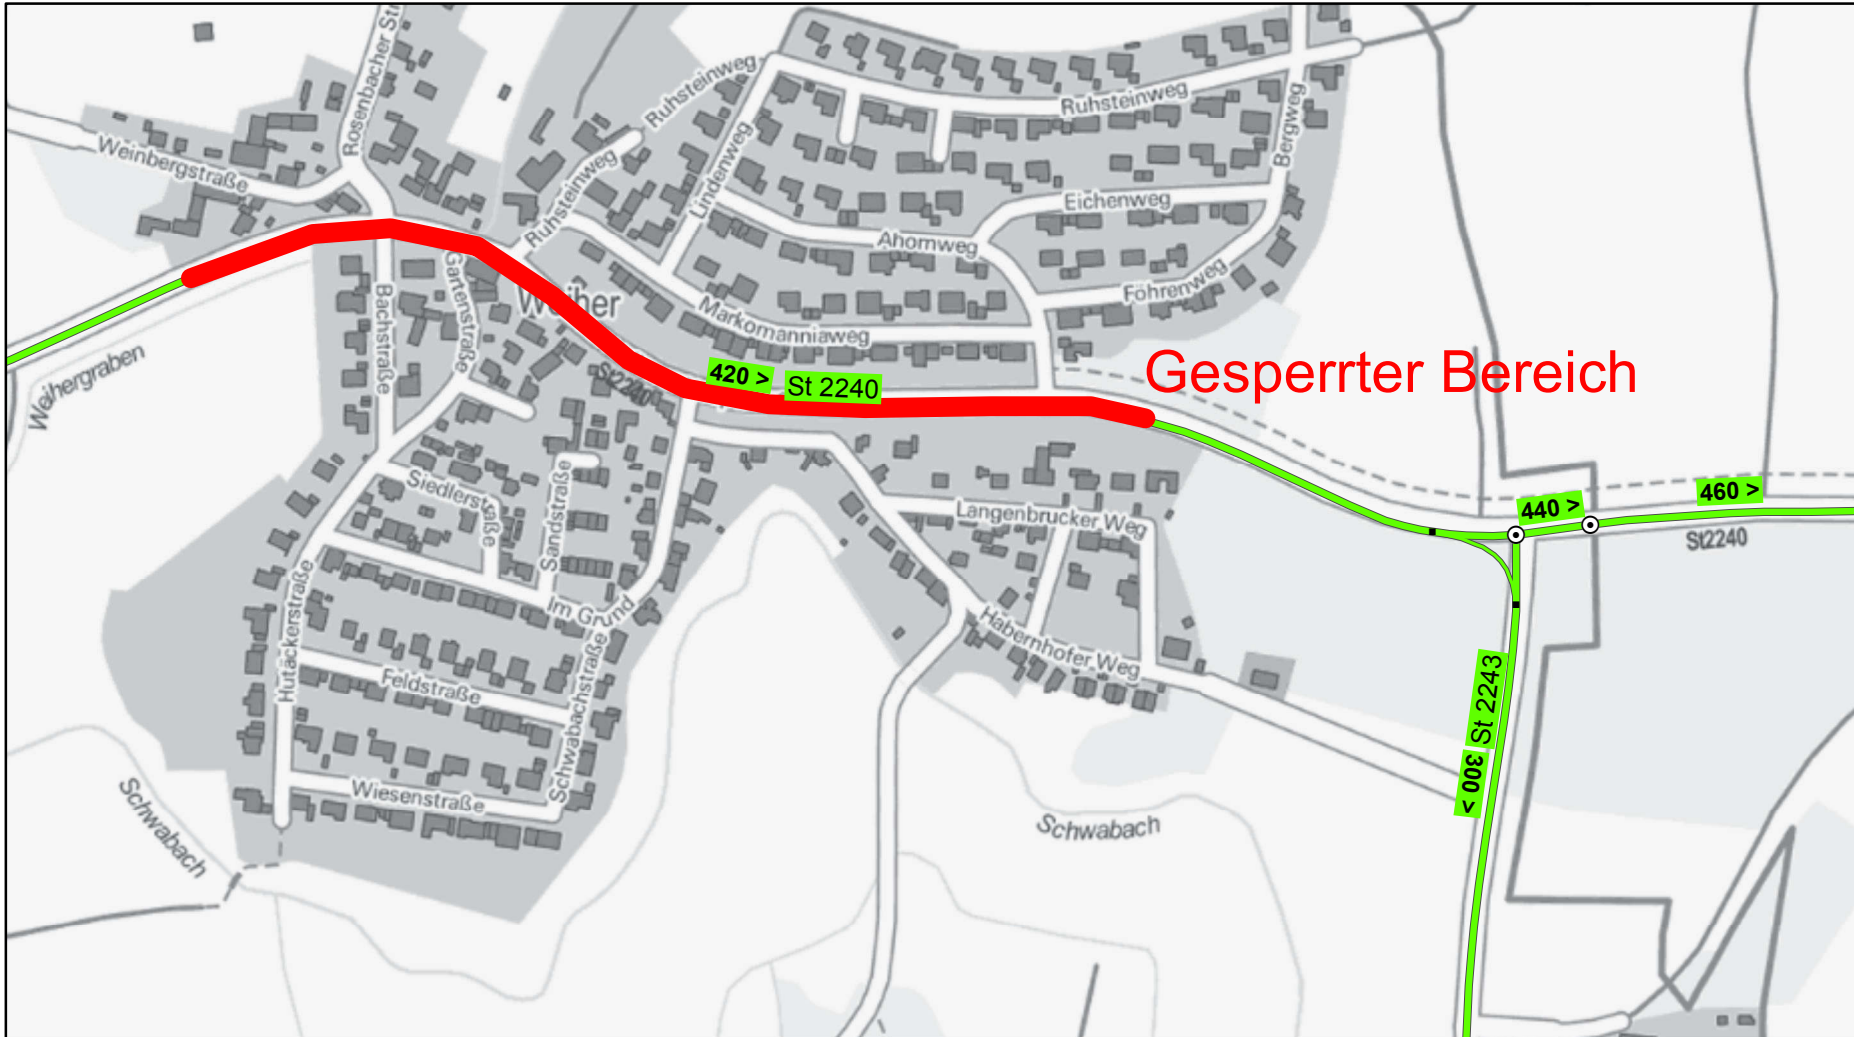 Rosenbacher Str
Weinbergstraße
Ruhsteinweg
Ruhsteinweg
Ruhsteinweg
Lindenweg
Bergweg
Eichenweg
Ahornweg
Föhrenweg
Markomanniaweg
Weiher
Gartenstraße
Bachstraße
Weihergraben
St2240
420 >
St 2240
Gesperrter Bereich
440 >
460 >
St2240
Siedlerstraße
Sandstraße
Langenbrucker Weg
Im Grund
Habernhofer Weg
Hutäckerstraße
Feldstraße
Schwabachstraße
Wiesenstraße
St 2243
300 >
Schwabach
Schwabach